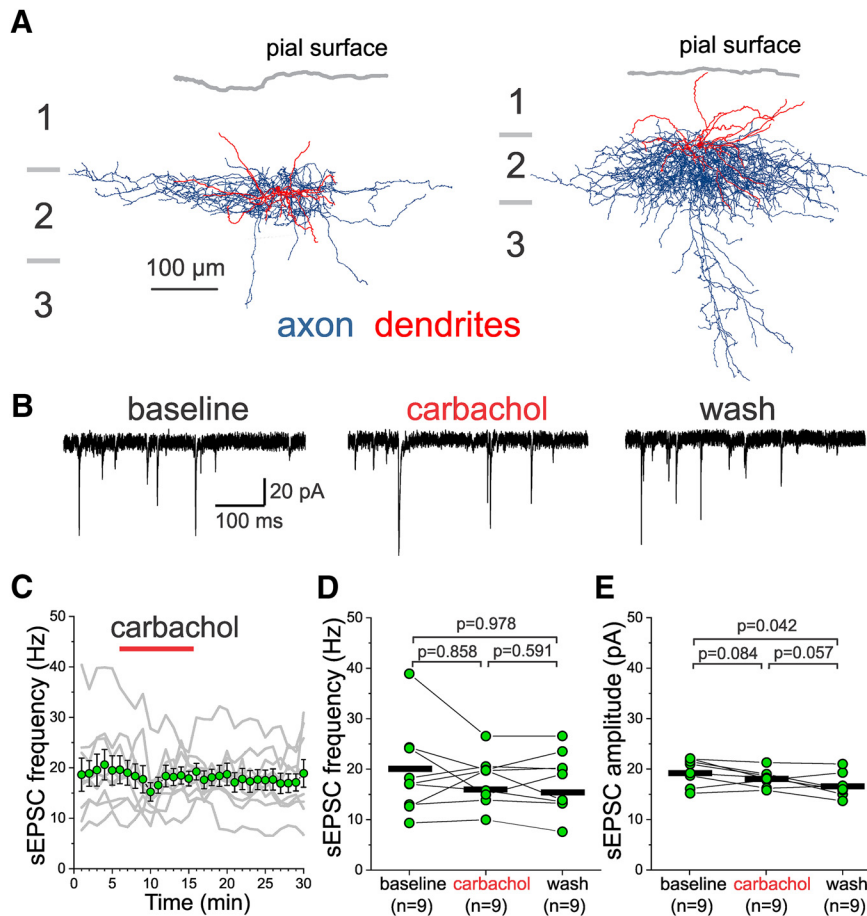 A
pial surface
pial surface
1
2
3
1
2
3
100 µm
axon dendrites
B
baseline
carbachol
wash
20 pA
100 ms
C
carbachol
sEPSC frequency (Hz)
50
40
30
20
10
0
0 5 10 15 20 25 30
Time (min)
D
sEPSC frequency (Hz)
50
40
30
20
10
0
p=0.978
p=0.858
p=0.591
baseline carbachol wash
(n=9) (n=9) (n=9)
E
sEPSC amplitude (pA)
50
40
30
20
10
0
p=0.042
p=0.084
p=0.057
baseline carbachol wash
(n=9) (n=9) (n=9)